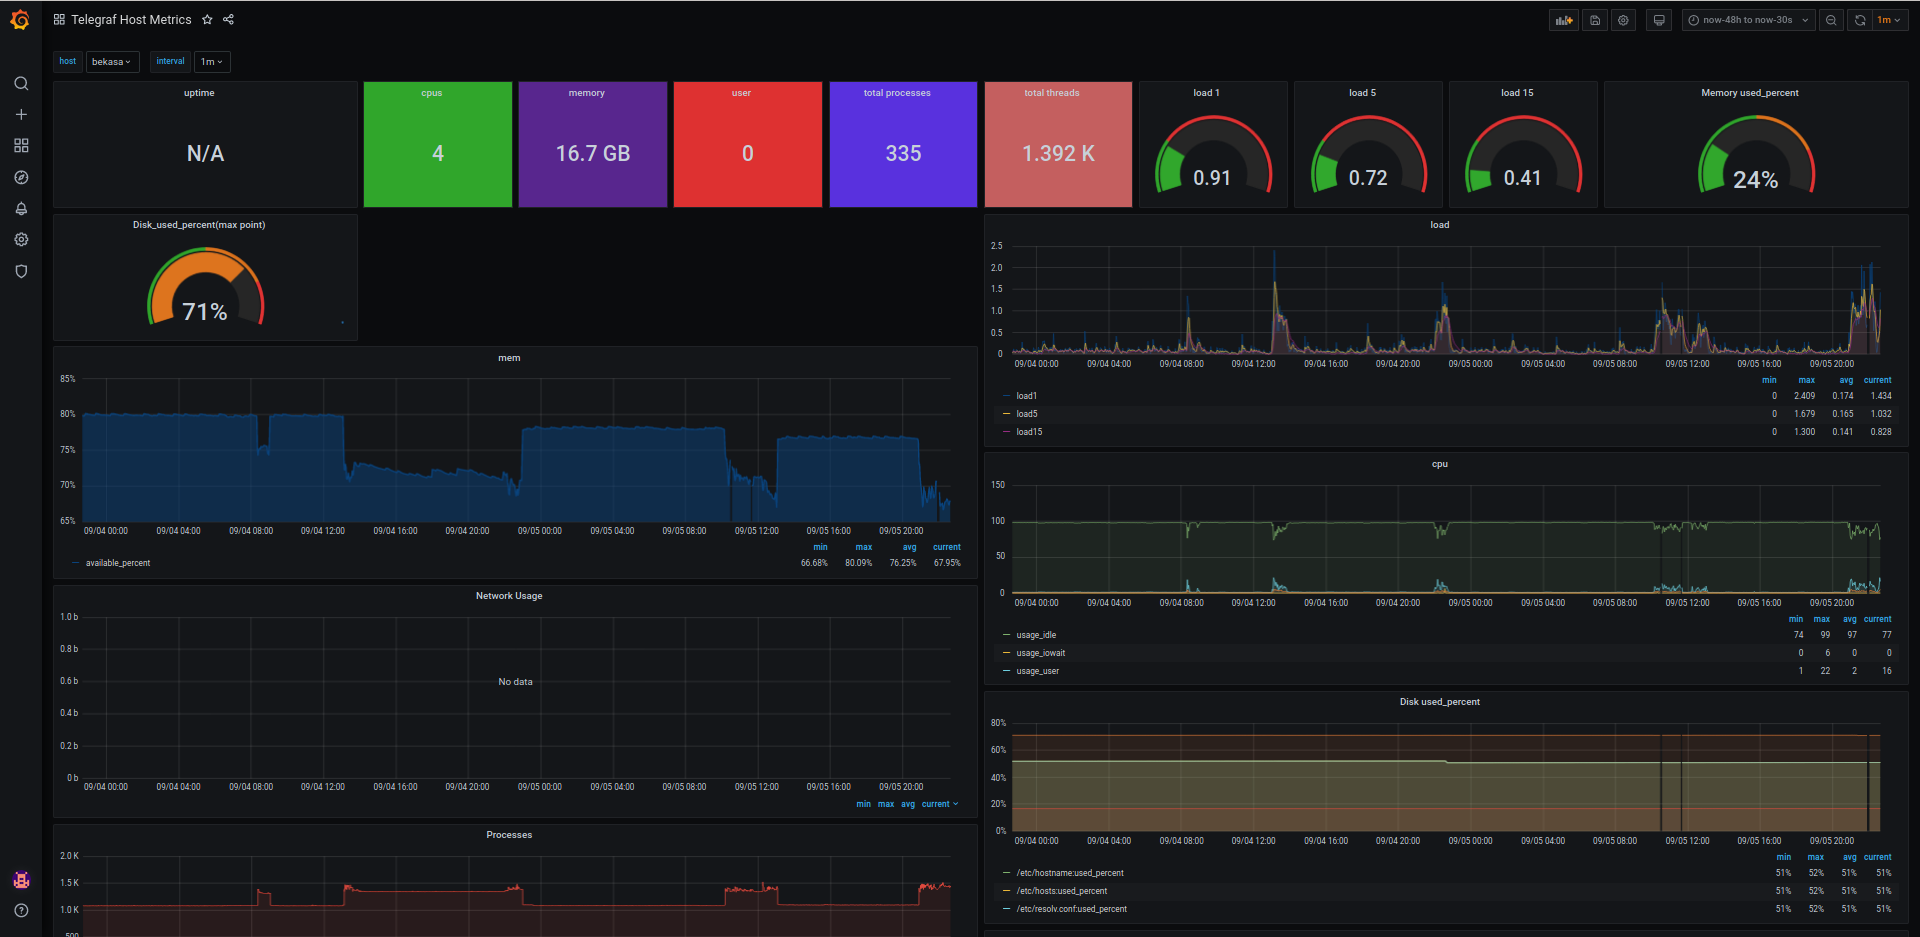 Telegraf Host Metrics
now-48h to now-30s
1m
host
bekasa
interval
1m
uptime
N/A
cpus
4
memory
16.7 GB
user
0
total processes
335
total threads
1.392 K
load 1
0.91
load 5
0.72
load 15
0.41
Memory used_percent
24%
Disk_used_percent(max point)
71%
load
2.5
2.0
1.5
1.0
0.5
0
09/04 00:00 09/04 04:00 09/04 08:00 09/04 12:00 09/04 16:00 09/04 20:00 09/05 00:00 09/05 04:00 09/05 08:00 09/05 12:00 09/05 16:00 09/05 20:00
min max avg current
load1 0 2.409 0.174 1.434
load5 0 1.679 0.165 1.032
load15 0 1.300 0.141 0.828
mem
85%
80%
75%
70%
65%
09/04 00:00 09/04 04:00 09/04 08:00 09/04 12:00 09/04 16:00 09/04 20:00 09/05 00:00 09/05 04:00 09/05 08:00 09/05 12:00 09/05 16:00 09/05 20:00
min max avg current
available_percent 66.68% 80.09% 76.25% 67.95%
cpu
150
100
50
0
09/04 00:00 09/04 04:00 09/04 08:00 09/04 12:00 09/04 16:00 09/04 20:00 09/05 00:00 09/05 04:00 09/05 08:00 09/05 12:00 09/05 16:00 09/05 20:00
min max avg current
usage_idle 74 99 97 77
usage_iowait 0 6 0 0
usage_user 1 22 2 16
Network Usage
1.0 b
0.8 b
0.6 b
0.4 b
0.2 b
0 b
No data
09/04 00:00 09/04 04:00 09/04 08:00 09/04 12:00 09/04 16:00 09/04 20:00 09/05 00:00 09/05 04:00 09/05 08:00 09/05 12:00 09/05 16:00 09/05 20:00
min max avg current
Disk used_percent
80%
60%
40%
20%
0%
09/04 00:00 09/04 04:00 09/04 08:00 09/04 12:00 09/04 16:00 09/04 20:00 09/05 00:00 09/05 04:00 09/05 08:00 09/05 12:00 09/05 16:00 09/05 20:00
min max avg current
/etc/hostname:used_percent 51% 52% 51% 51%
/etc/hosts:used_percent 51% 52% 51% 51%
/etc/resolv.conf:used_percent 51% 52% 51% 51%
Processes
2.0 K
1.5 K
1.0 K
500